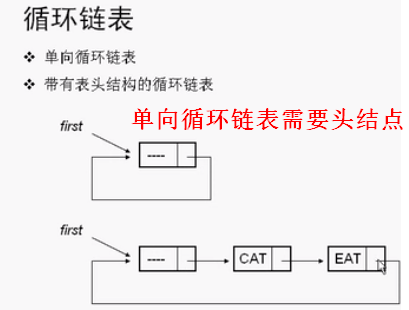 循环链表
❖ 单向循环链表
❖ 带有表头结构的循环链表
单向循环链表需要头结点
first
----
first
---- CAT EAT